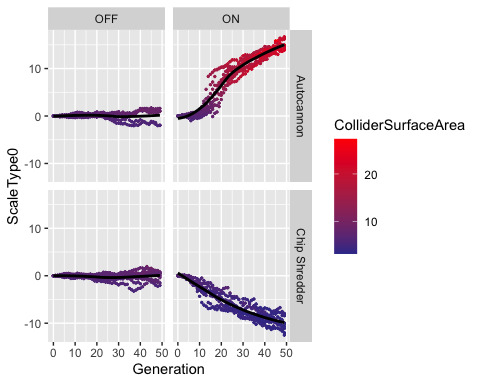 OFF ON
10
0
-10
Autocannon
10
0
-10
Chip Shredder
ScaleType0
0 10 20 30 40 50 0 10 20 30 40 50
Generation
ColliderSurfaceArea
20
10